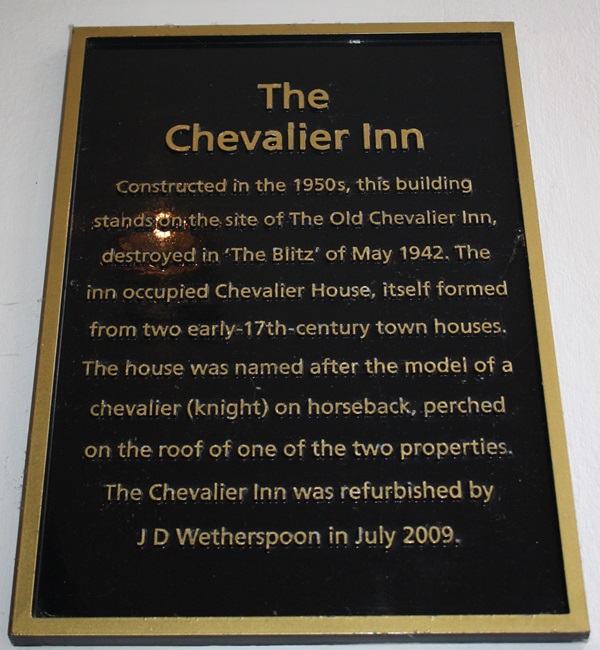 The
Chevalier Inn
Constructed in the 1950s, this building
stands on the site of The Old Chevalier Inn,
destroyed in ‘The Blitz’ of May 1942. The
inn occupied Chevalier House, itself formed
from two early-17th-century town houses.
The house was named after the model of a
chevalier (knight) on horseback, perched
on the roof of one of the two properties.
The Chevalier Inn was refurbished by
J D Wetherspoon in July 2009.